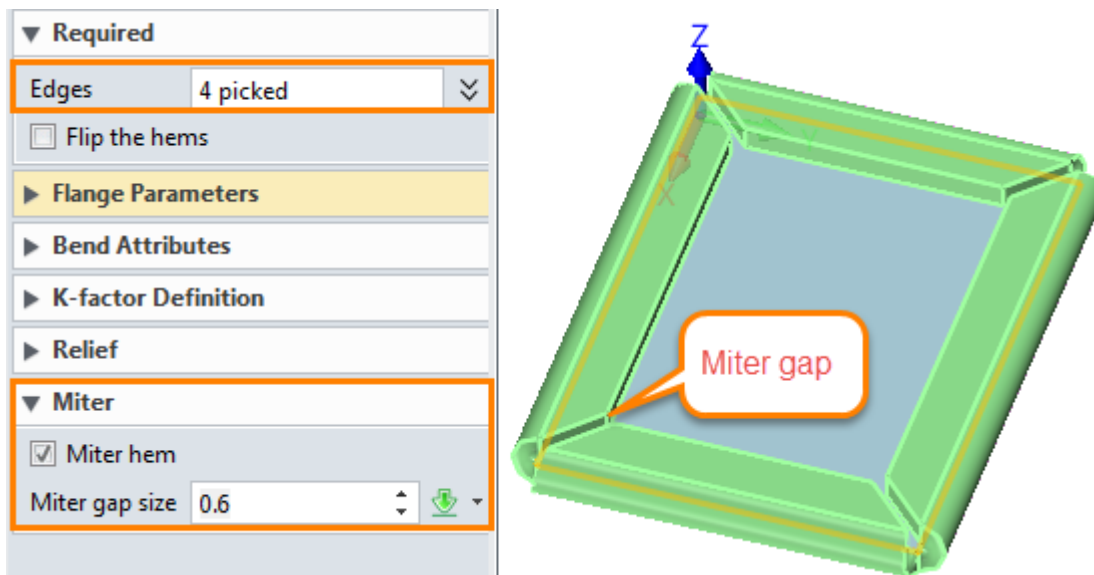 Required
Edges 4 picked
Flip the hems
Flange Parameters
Bend Attributes
K-factor Definition
Relief
Miter
Miter hem
Miter gap size 0.6
Z
Y
X
Miter gap